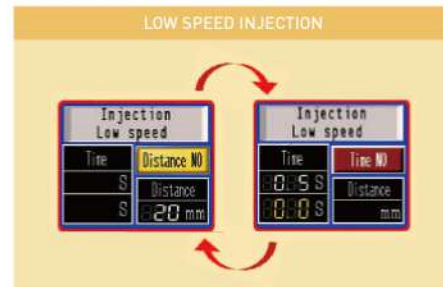 LOW SPEED INJECTION
Injection
Low speed
Time
Distance NO
S
Distance
S
20 mm
Injection
Low speed
Time
Time NO
0.5 S
Distance
0.0 S
mm